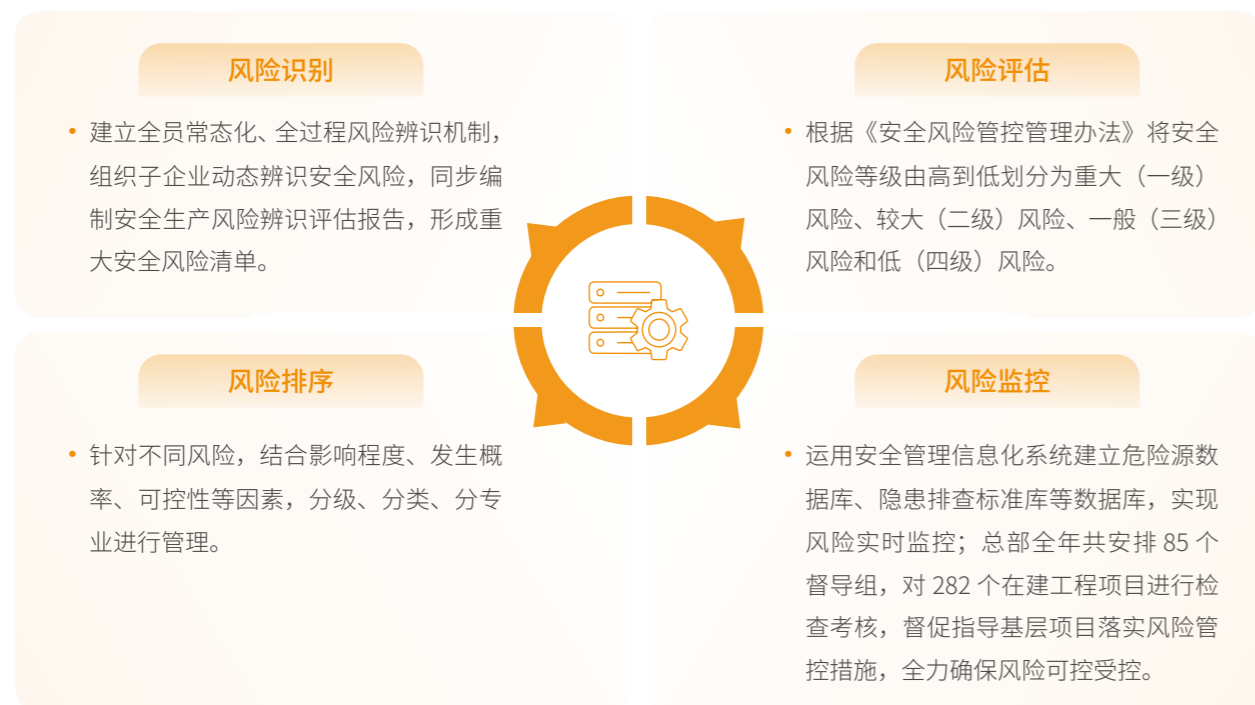 风险识别
• 建立全员常态化、全过程风险辨识机制，
组织子企业动态辨识安全风险，同步编
制安全生产风险辨识评估报告，形成重
大安全风险清单。
风险评估
• 根据《安全风险管控管理办法》将安全
风险等级由高到低划分为重大（一级）
风险、较大（二级）风险、一般（三级）
风险和低（四级）风险。
风险排序
• 针对不同风险，结合影响程度、发生概
率、可控性等因素，分级、分类、分专
业进行管理。
风险监控
• 运用安全管理信息化系统建立危险源数
据库、隐患排查标准库等数据库，实现
风险实时监控；总部全年共安排 85 个
督导组，对 282 个在建工程项目进行检
查考核，督促指导基层项目落实风险管
控措施，全力确保风险可控受控。